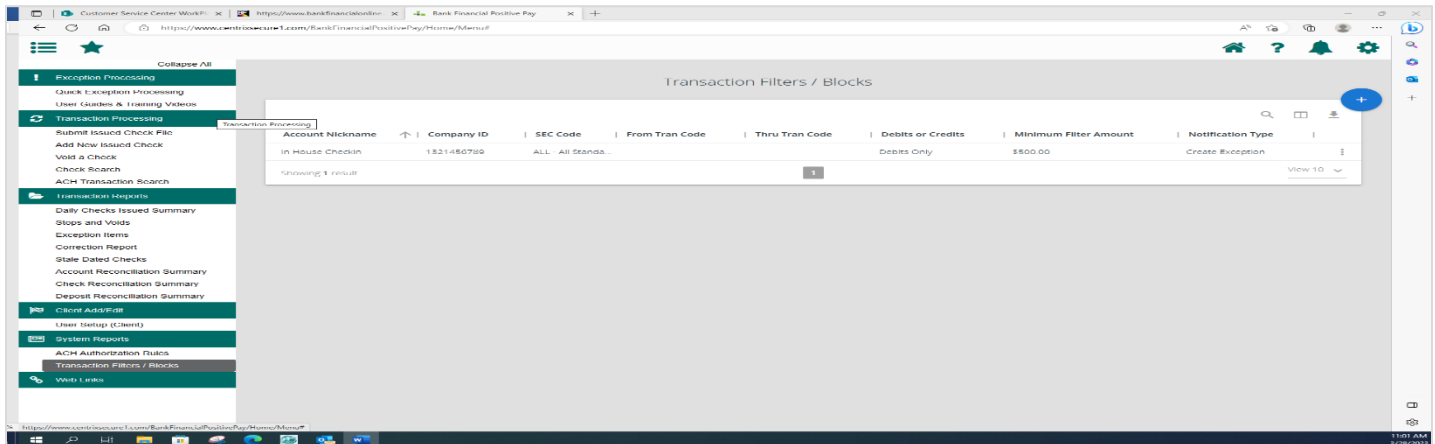 Customer Service Center WorkFl
https://www.bankfinancialonline
Bank Financial Positive Pay
https://www.centrixsecure1.com/BankFinancialPositivePay/Home/Menu#
Collapse All
Exception Processing
Quick Exception Processing
User Guides & Training Videos
Transaction Processing
Transaction Processing
Submit Issued Check File
Add New Issued Check
Void a Check
Check Search
ACH Transaction Search
Transaction Reports
Daily Checks Issued Summary
Stops and Voids
Exception Items
Correction Report
Stale Dated Checks
Account Reconciliation Summary
Check Reconciliation Summary
Deposit Reconciliation Summary
Client Add/Edit
User Setup (Client)
System Reports
ACH Authorization Rules
Transaction Filters / Blocks
Web Links
Transaction Filters / Blocks
Account Nickname Company ID SEC Code From Tran Code Thru Tran Code Debits or Credits Minimum Filter Amount Notification Type
In House Checkin 1321456789 ALL - All Standa... Debits Only $500.00 Create Exception
Showing 1 result 1 View 10
https://www.centrixsecure1.com/BankFinancialPositivePay/Home/Menu#
11:01 AM